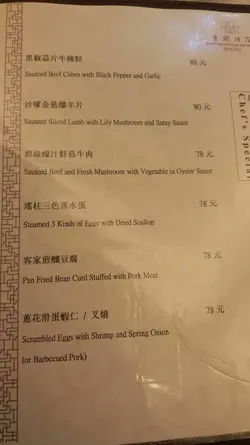 黑椒蒜片牛柳粒 88 元
Sauteed Beef Cubes with Black Pepper and Garlic
沙嗲金菇爆羊片 80 元
Sauteed Sliced Lamb with Lily Mushroom and Satay Sauce
碧綠蠔汁鮮菇牛肉 78 元
Sauteed Beef and Fresh Mushroom with Vegetable in Oyster Sauce
瑤柱三色蒸水蛋 78 元
Steamed 3 Kinds of Eggs with Dried Scallop
客家煎釀豆腐 78 元
Pan Fried Bean Curd Stuffed with Pork Meat
蔥花滑蛋蝦仁 / 叉燒 78 元
Scrambled Eggs with Shrimp and Spring Onion
(or Barbecued Pork)
Chef's Special